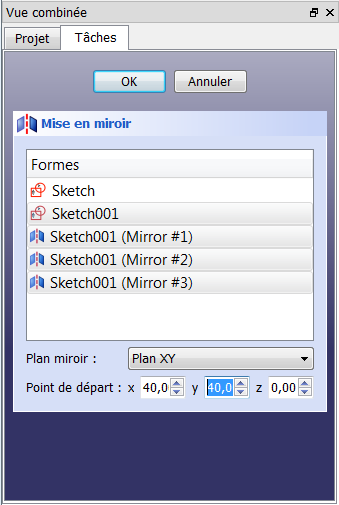 Vue combinée
Projet Tâches
OK Annuler
Mise en miroir
Formes
Sketch
Sketch001
Sketch001 (Mirror #1)
Sketch001 (Mirror #2)
Sketch001 (Mirror #3)
Plan miroir : Plan XY
Point de départ : x 40,0 y 40,0 z 0,00